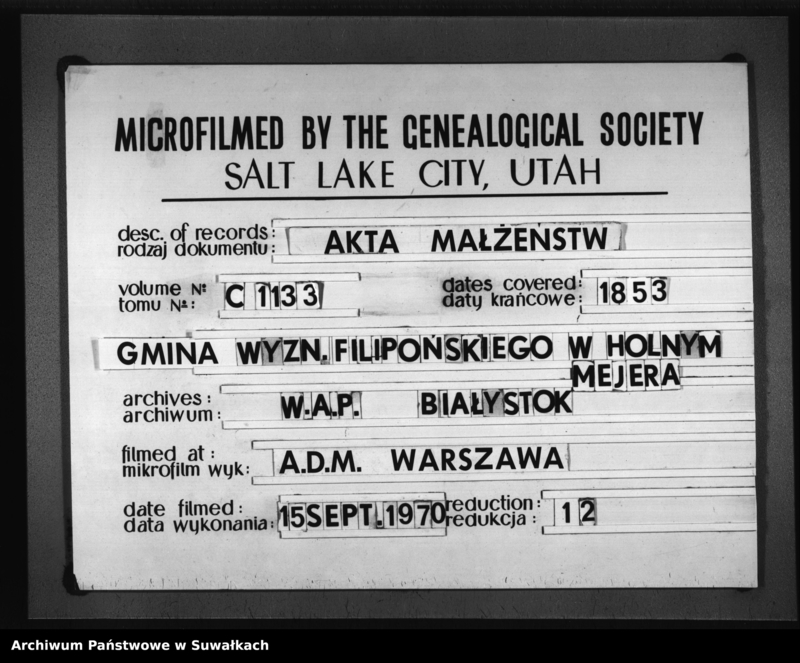 MICROFILMED BY THE GENEALOGICAL SOCIETY
SALT LAKE CITY, UTAH
desc. of records:
rodzaj dokumentu: AKTA MAŁŻEŃSTW
volume №
tomu №: C 1133
dates covered:
daty krańcowe: 1853
GMINA WYZN. FILIPOŃSKIEGO W HOLNYM
MEJERA
archives:
archiwum: W.A.P. BIAŁYSTOK
filmed at:
mikrofilm wyk: A.D.M. WARSZAWA
date filmed:
data wykonania: 15 SEPT. 1970
reduction:
redukcja: 12
Archiwum Państwowe w Suwałkach